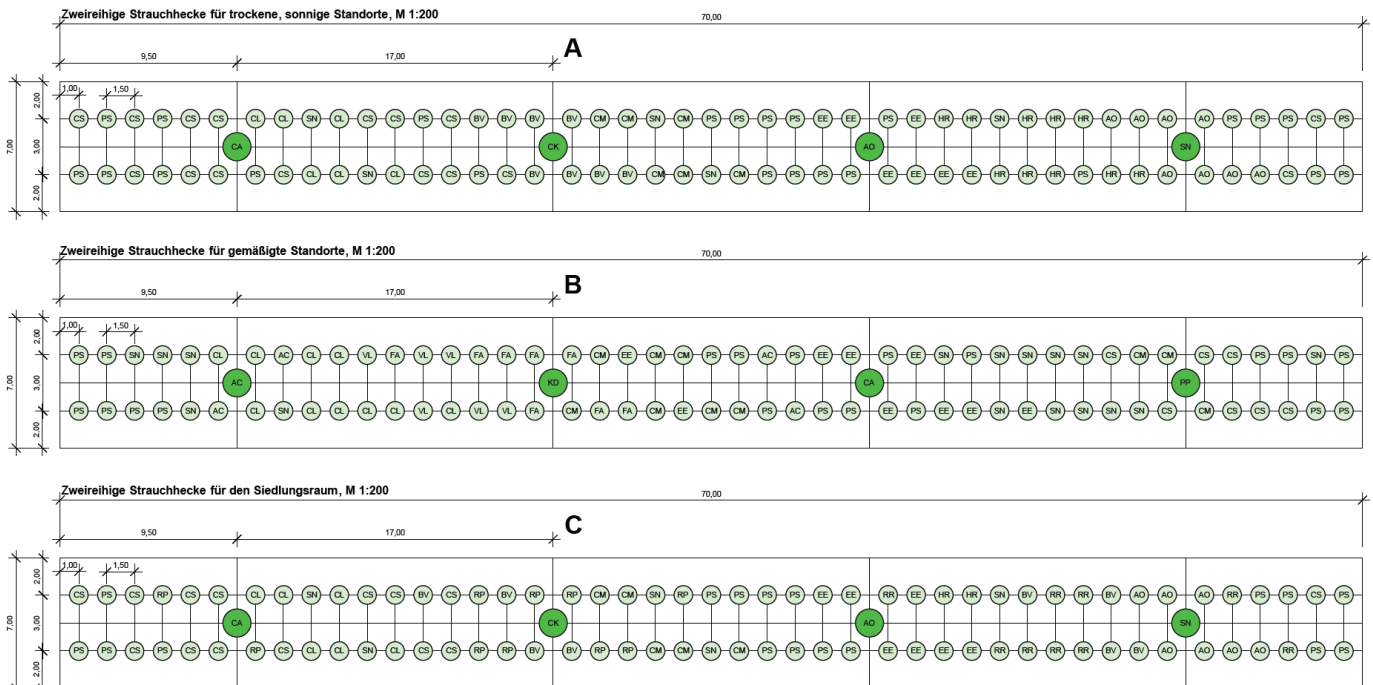 Zweireihige Strauchhecke für trockene, sonnige Standorte, M 1:200
70,00
9,50 17,00 A
1,00 1,50
7,00 2,00 3,00 2,00
CS PS CS PS CS CS CL CL SN CL CS CS PS CS BV BV BV BV CM CM SN CM PS PS PS PS EE EE PS EE HR HR SN HR HR HR AO AO AO AO PS PS PS CS PS
CA CK AO SN
PS PS CS PS CS CS PS CS CL CL SN CL CS CS PS CS BV BV BV BV CM CM SN CM PS PS PS PS EE EE EE EE HR HR HR PS HR HR AO AO AO AO CS PS PS
Zweireihige Strauchhecke für gemäßigte Standorte, M 1:200
70,00
9,50 17,00 B
1,00 1,50
7,00 2,00 3,00 2,00
PS PS SN SN SN CL CL AC CL CL VL FA VL VL FA FA FA FA CM EE CM CM PS PS AC PS EE EE PS EE SN PS SN SN SN SN CS CM CM CS CS PS PS SN PS
AC KD CA PP
PS PS PS PS SN AC CL SN CL CL CL CL VL CL VL VL FA CM FA FA CM EE CM CM PS AC PS PS EE PS EE EE SN EE SN SN SN SN CS CM CS CS CS PS PS
Zweireihige Strauchhecke für den Siedlungsraum, M 1:200
70,00
9,50 17,00 C
1,00 1,50
7,00 2,00 3,00 2,00
CS PS CS RP CS CS CL CL SN CL CS CS BV CS RP BV RP RP CM CM SN RP PS PS PS PS EE EE RR EE HR HR SN BV RR RR BV AO AO AO RR PS PS CS PS
CA CK AO SN
PS PS CS PS CS CS RP CS CL CL SN CL CS CS RP RP BV BV RP RP CM CM SN CM PS PS PS PS EE EE EE EE RR RR RR RR BV BV AO AO AO AO RR PS PS